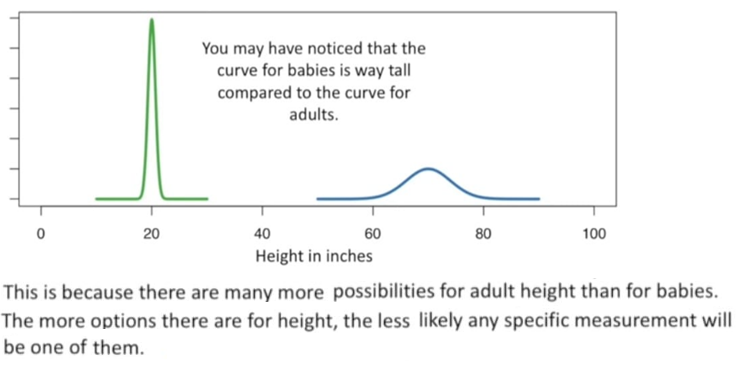 You may have noticed that the
curve for babies is way tall
compared to the curve for
adults.
0 20 40 60 80 100
Height in inches
This is because there are many more possibilities for adult height than for babies.
The more options there are for height, the less likely any specific measurement will
be one of them.